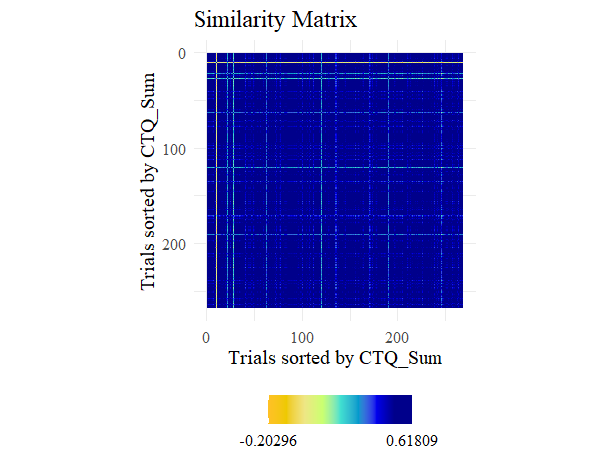 Similarity Matrix
Trials sorted by CTQ_Sum
0
100
200
0
100
200
Trials sorted by CTQ_Sum
-0.20296
0.61809